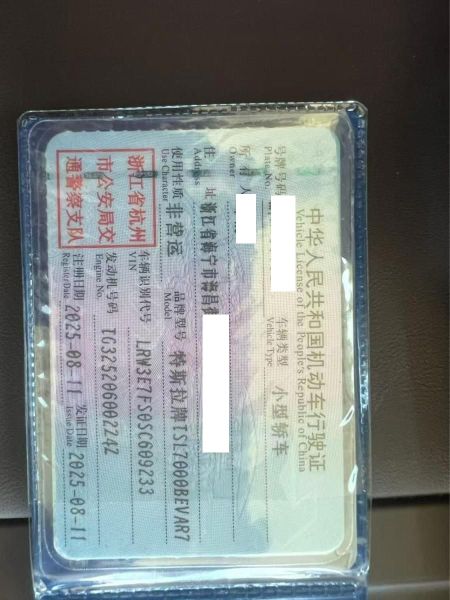 中华人民共和国机动车行驶证
Vehicle License of the People's Republic of China
号牌号码
Plate No.
车辆类型 小型轿车
Vehicle Type
所有人
Owner
住址 浙江省海宁市海昌街
Address
使用性质 非营运
Use Character
品牌型号 特斯拉牌TSL7000BEVAR7
Model
浙江省杭州
市公安局交
通警察支队
车辆识别代号 LRW3E7FS0SC609233
VIN
发动机号码 TG325206002742
Engine No.
注册日期 2025-08-11
Register Date
发证日期 2025-08-11
Issue Date